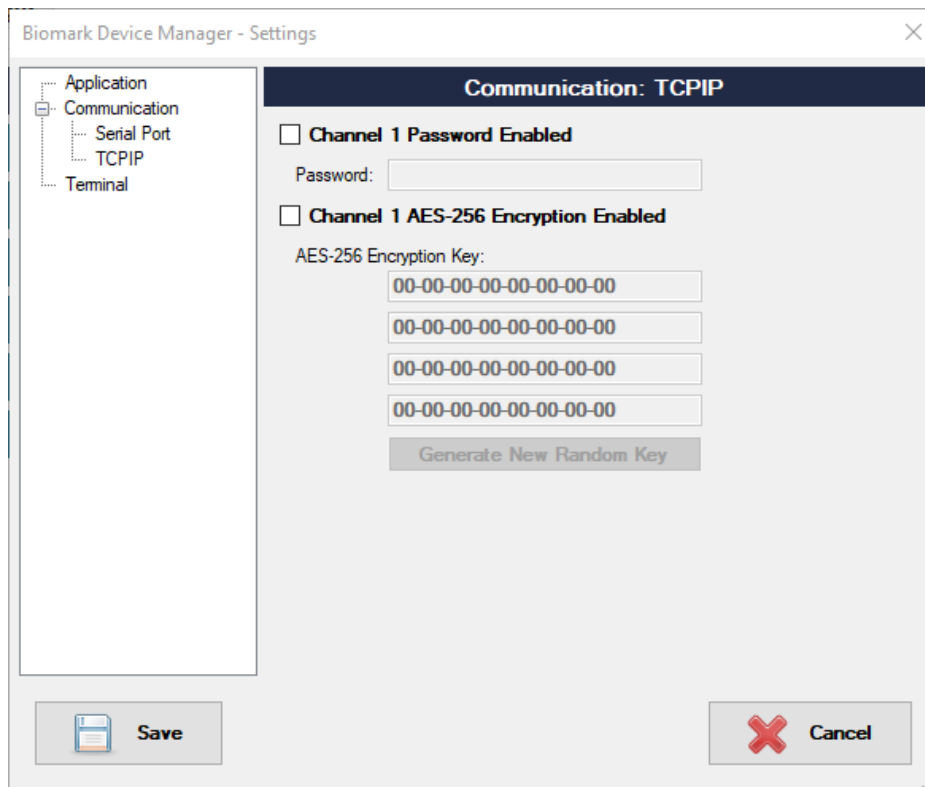 Biomark Device Manager - Settings
Application
Communication
Serial Port
TCPIP
Terminal
Communication: TCPIP
Channel 1 Password Enabled
Password:
Channel 1 AES-256 Encryption Enabled
AES-256 Encryption Key:
00-00-00-00-00-00-00-00
00-00-00-00-00-00-00-00
00-00-00-00-00-00-00-00
00-00-00-00-00-00-00-00
Generate New Random Key
Save
Cancel